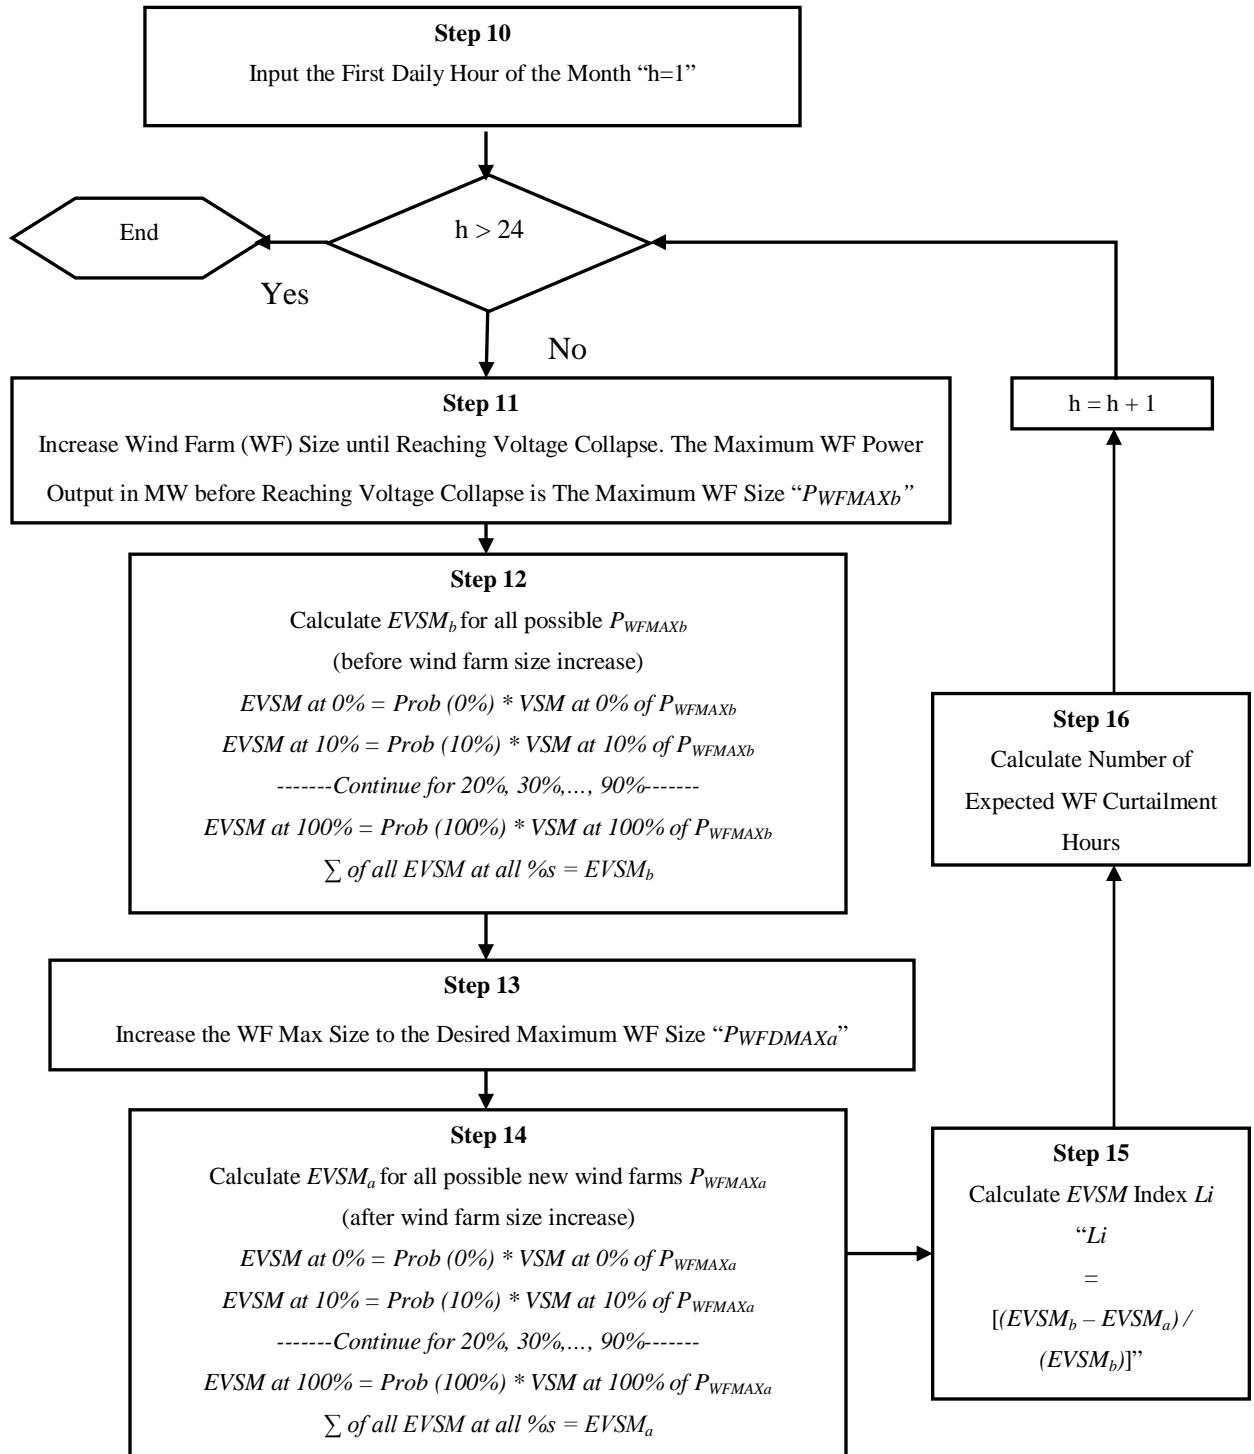 Step 10
Input the First Daily Hour of the Month “h=1”
End
h > 24
Yes
No
Step 11
Increase Wind Farm (WF) Size until Reaching Voltage Collapse. The Maximum WF Power
Output in MW before Reaching Voltage Collapse is The Maximum WF Size “PWFMAXb”
h = h + 1
Step 12
Calculate EVSMb for all possible PWFMAXb
(before wind farm size increase)
EVSM at 0% = Prob (0%) * VSM at 0% of PWFMAXb
EVSM at 10% = Prob (10%) * VSM at 10% of PWFMAXb
-------Continue for 20%, 30%,..., 90%-------
EVSM at 100% = Prob (100%) * VSM at 100% of PWFMAXb
∑ of all EVSM at all %s = EVSMb
Step 13
Increase the WF Max Size to the Desired Maximum WF Size “PWFDMAXa”
Step 14
Calculate EVSMa for all possible new wind farms PWFMAXa
(after wind farm size increase)
EVSM at 0% = Prob (0%) * VSM at 0% of PWFMAXa
EVSM at 10% = Prob (10%) * VSM at 10% of PWFMAXa
-------Continue for 20%, 30%,..., 90%-------
EVSM at 100% = Prob (100%) * VSM at 100% of PWFMAXa
∑ of all EVSM at all %s = EVSMa
Step 15
Calculate EVSM Index Li
“Li
=
[(EVSMb – EVSMa) /
(EVSMb)]”
Step 16
Calculate Number of
Expected WF Curtailment
Hours